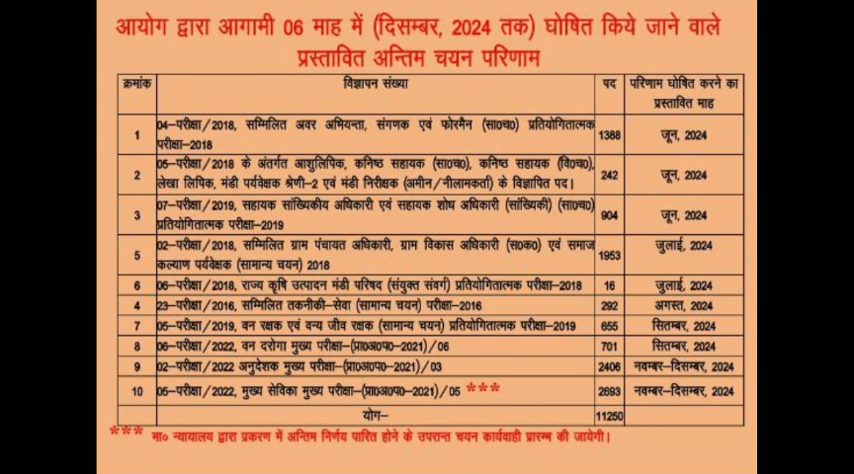 आयोग द्वारा आगामी 06 माह में (दिसम्बर, 2024 तक) घोषित किये जाने वाले
प्रस्तावित अन्तिम चयन परिणाम
क्रमांक विज्ञापन संख्या पद परिणाम घोषित करने का
प्रस्तावित माह
1 04–परीक्षा/2018, सम्मिलित अवर अभियन्ता, संगणक एवं फोरमैन (सा0च0) प्रतियोगितात्मक
परीक्षा–2018 1388 जून, 2024
2 05–परीक्षा/2018 के अंतर्गत आशुलिपिक, कनिष्ठ सहायक (सा0च0), कनिष्ठ सहायक (वि0च0),
लेखा लिपिक, मंडी पर्यवेक्षक श्रेणी–2 एवं मंडी निरीक्षक (अमीन/नीलामकर्ता) के विज्ञापित पद। 242 जून, 2024
3 07–परीक्षा/2019, सहायक सांख्यिकीय अधिकारी एवं सहायक शोध अधिकारी (सांख्यिकी) (सा0च0)
प्रतियोगितात्मक परीक्षा–2019 904 जून, 2024
5 02–परीक्षा/2018, सम्मिलित ग्राम पंचायत अधिकारी, ग्राम विकास अधिकारी (स0क0) एवं समाज
कल्याण पर्यवेक्षक (सामान्य चयन) 2018 1953 जुलाई, 2024
6 06–परीक्षा/2018, राज्य कृषि उत्पादन मंडी परिषद (संयुक्त संवर्ग) प्रतियोगितात्मक परीक्षा–2018 16 जुलाई, 2024
4 23–परीक्षा/2016, सम्मिलित तकनीकी–सेवा (सामान्य चयन) परीक्षा–2016 292 अगस्त, 2024
7 05–परीक्षा/2019, वन रक्षक एवं वन्य जीव रक्षक (सामान्य चयन) प्रतियोगितात्मक परीक्षा–2019 655 सितम्बर, 2024
8 06–परीक्षा/2022, वन दरोगा मुख्य परीक्षा–(प्रा0अ0प0–2021)/06 701 सितम्बर, 2024
9 02–परीक्षा/2022 अनुदेशक मुख्य परीक्षा–(प्रा0अ0प0–2021)/03 2406 नवम्बर–दिसम्बर, 2024
10 05–परीक्षा/2022, मुख्य सेविका मुख्य परीक्षा–(प्रा0अ0प0–2021)/05 *** 2693 नवम्बर–दिसम्बर, 2024
योग– 11250
*** मा० न्यायालय द्वारा प्रकरण में अन्तिम निर्णय पारित होने के उपरान्त चयन कार्यवाही प्रारम्भ की जायेगी।